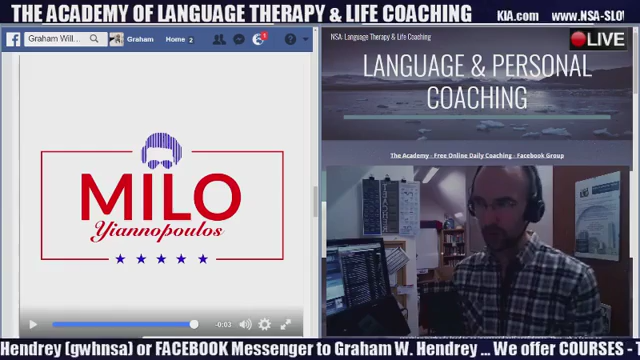 THE ACADEMY OF LANGUAGE THERAPY & LIFE COACHING KIA.com www.NSA-SLO
Graham Will...
Graham
Home 2
NSA: Language Therapy & Life Coaching
LIVE
LANGUAGE & PERSONAL
COACHING
The Academy - Free Online Daily Coaching - Facebook Group
MILO
Yiannopoulos
-0:03
Hendrey (gwhnsa) or FACEBOOK Messenger to Graham W. Hendrey ... We offer COURSES -